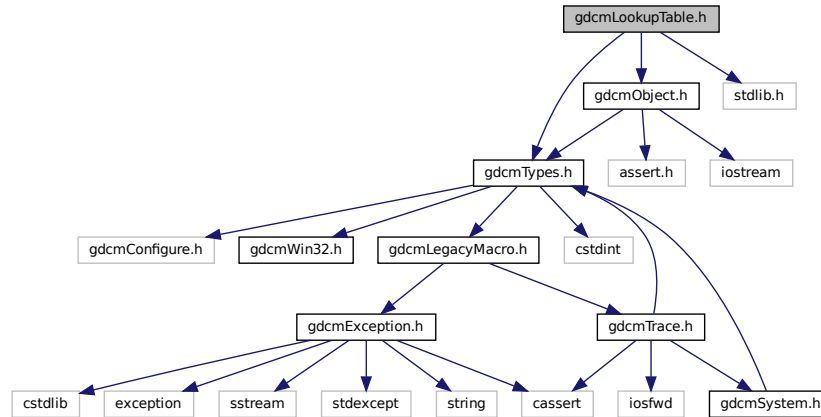 gdcmLookupTable.h
gdcmObject.h
stdlib.h
gdcmTypes.h
assert.h
iostream
gdcmConfigure.h
gdcmWin32.h
gdcmLegacyMacro.h
cstdint
gdcmException.h
gdcmTrace.h
cstdlib
exception
sstream
stdexcept
string
cassert
iosfwd
gdcmSystem.h